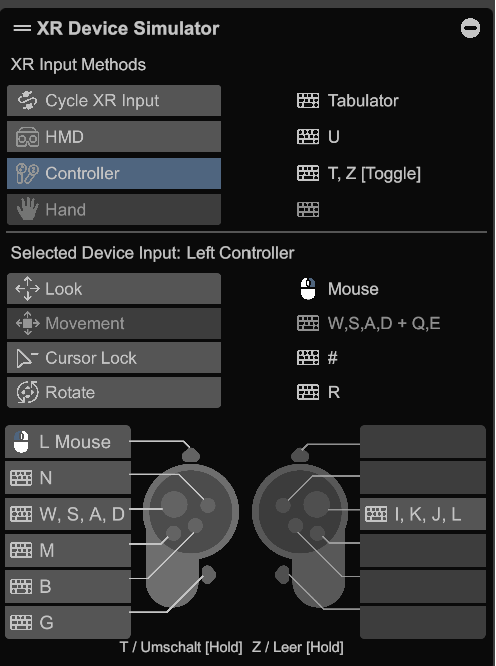 XR Device Simulator
XR Input Methods
Cycle XR Input Tabulator
HMD U
Controller T, Z [Toggle]
Hand
Selected Device Input: Left Controller
Look Mouse
Movement W,S,A,D + Q,E
Cursor Lock #
Rotate R
L Mouse
N
W, S, A, D I, K, J, L
M
B
G
T / Umschalt [Hold] Z / Leer [Hold]